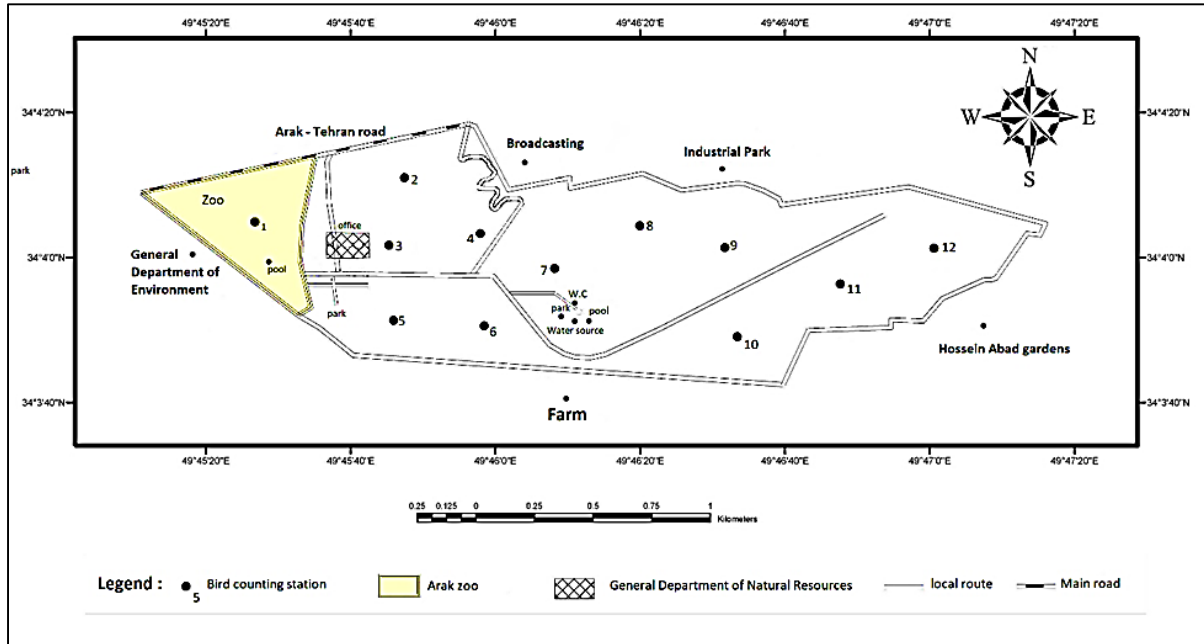 49°45'20"E 49°45'40"E 49°46'0"E 49°46'20"E 49°46'40"E 49°47'0"E 49°47'20"E
N
W E
S
34°4'20"N 34°4'20"N
Arak - Tehran road
Broadcasting
Industrial Park
park
Zoo
2
1
office
8
4
3
9
12
General
Department of
Environment
pool
34°4'0"N 34°4'0"N
7
11
W.C
park
park pool
Water source
5
6
10
Hossein Abad gardens
34°3'40"N 34°3'40"N
Farm
49°45'20"E 49°45'40"E 49°46'0"E 49°46'20"E 49°46'40"E 49°47'0"E 49°47'20"E
0.25 0.125 0 0.25 0.5 0.75 1
Kilometers
Legend : 5 Bird counting station Arak zoo General Department of Natural Resources local route Main road